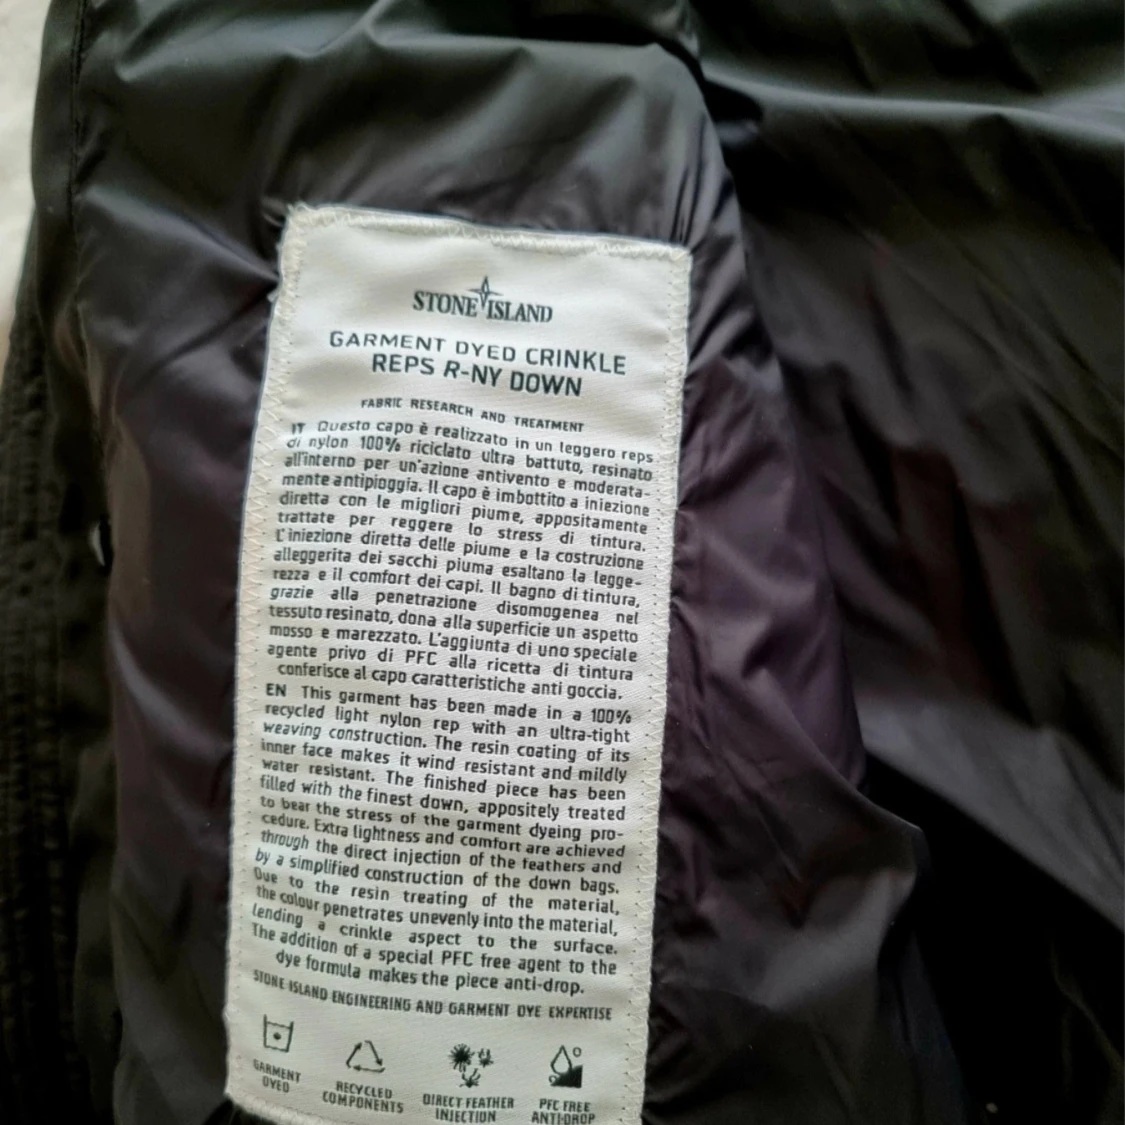 STONE ISLAND
GARMENT DYED CRINKLE
REPS R-NY DOWN
FABRIC RESEARCH AND TREATMENT
IT Questo capo è realizzato in un leggero reps
di nylon 100% riciclato ultra battuto, resinato
all'interno per un'azione antivento e moderata-
mente antipioggia. Il capo è imbottito a iniezione
diretta con le migliori piume, appositamente
trattate per reggere lo stress di tintura.
L'iniezione diretta delle piume e la costruzione
alleggerita dei sacchi piuma esaltano la legge-
rezza e il comfort dei capi. Il bagno di tintura,
grazie alla penetrazione disomogenea nel
tessuto resinato, dona alla superficie un aspetto
mosso e marezzato. L'aggiunta di uno speciale
agente privo di PFC alla ricetta di tintura
conferisce al capo caratteristiche anti goccia.
EN This garment has been made in a 100%
recycled light nylon rep with an ultra-tight
weaving construction. The resin coating of its
inner face makes it wind resistant and mildly
water resistant. The finished piece has been
filled with the finest down, appositely treated
to bear the stress of the garment dyeing pro-
cedure. Extra lightness and comfort are achieved
through the direct injection of the feathers and
by a simplified construction of the down bags.
Due to the resin treating of the material,
the colour penetrates unevenly into the material,
lending a crinkle aspect to the surface.
The addition of a special PFC free agent to the
dye formula makes the piece anti-drop.
STONE ISLAND ENGINEERING AND GARMENT DYE EXPERTISE
GARMENT
DYED
RECYCLED
COMPONENTS
DIRECT FEATHER
INJECTION
PFC FREE
ANTI-DROP